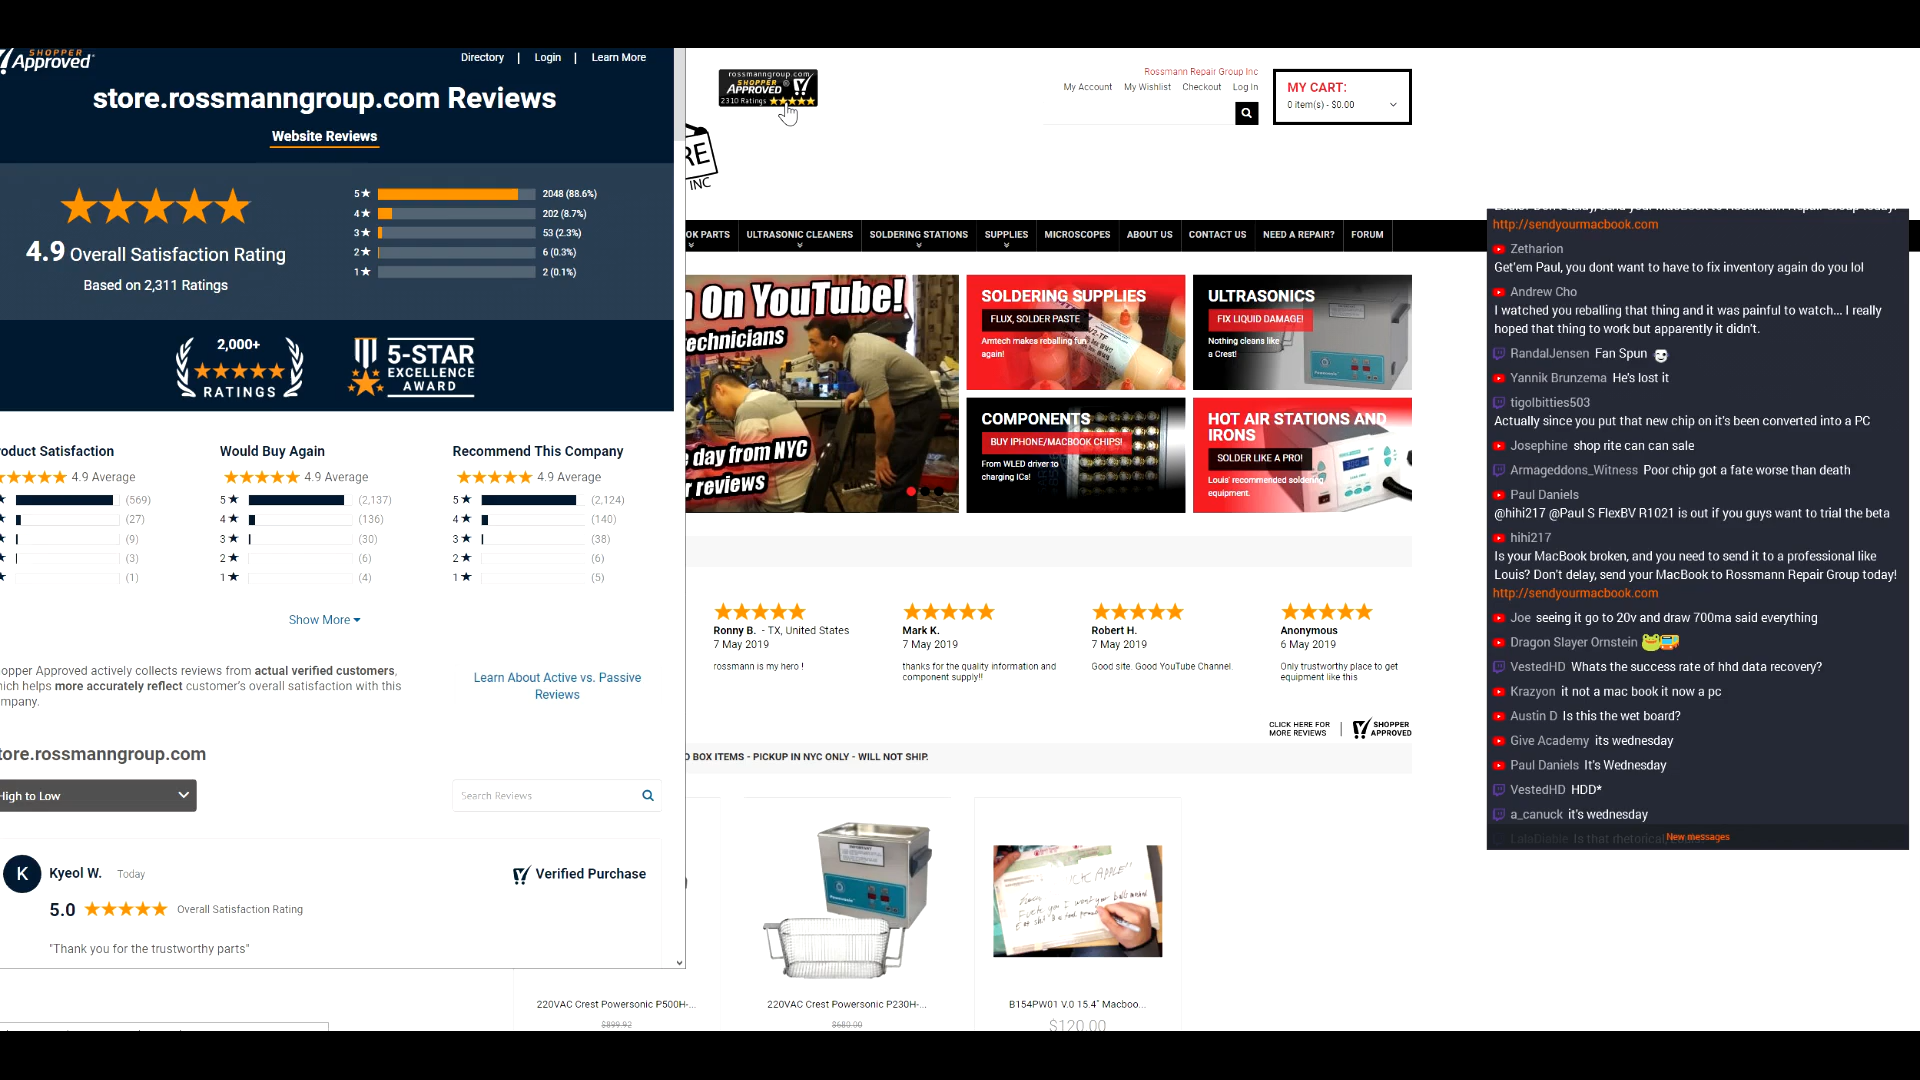 SHOPPER
Approved
Directory | Login | Learn More
store.rossmanngroup.com Reviews
Website Reviews
4.9 Overall Satisfaction Rating
Based on 2,311 Ratings
5★ 2048 (88.6%)
4★ 202 (8.7%)
3★ 53 (2.3%)
2★ 6 (0.3%)
1★ 2 (0.1%)
2,000+
RATINGS
5-STAR
EXCELLENCE
AWARD
oduct Satisfaction
4.9 Average
(569)
(27)
(9)
(3)
(1)
Would Buy Again
4.9 Average
5★ (2,137)
4★ (136)
3★ (30)
2★ (6)
1★ (4)
Recommend This Company
4.9 Average
5★ (2,124)
4★ (140)
3★ (38)
2★ (6)
1★ (5)
Show More
opper Approved actively collects reviews from actual verified customers,
ich helps more accurately reflect customer's overall satisfaction with this
mpany.
Learn About Active vs. Passive
Reviews
ore.rossmanngroup.com
High to Low
Search Reviews
K
Kyeol W. Today
Verified Purchase
5.0 Overall Satisfaction Rating
"Thank you for the trustworthy parts"
rossmanngroup.com
SHOPPER
APPROVED
2310 Ratings
RE
INC
Rossmann Repair Group Inc
My Account My Wishlist Checkout Log In
MY CART:
0 item(s) - $0.00
OK PARTS ULTRASONIC CLEANERS SOLDERING STATIONS SUPPLIES MICROSCOPES ABOUT US CONTACT US NEED A REPAIR? FORUM
On YouTube!
echnicians
day from NYC
r reviews
SOLDERING SUPPLIES
FLUX, SOLDER PASTE
Amtech makes reballing fun
again!
ULTRASONICS
FIX LIQUID DAMAGE!
Nothing cleans like
a Crest!
COMPONENTS
BUY IPHONE/MACBOOK CHIPS!
From WLED driver to
charging ICs!
HOT AIR STATIONS AND
IRONS
SOLDER LIKE A PRO!
Louis' recommended soldering
equipment.
Ronny B. - TX, United States
7 May 2019
rossmann is my hero !
Mark K.
7 May 2019
thanks for the quality information and
component supply!!
Robert H.
7 May 2019
Good site. Good YouTube Channel.
Anonymous
6 May 2019
Only trustworthy place to get
equipment like this
CLICK HERE FOR
MORE REVIEWS
SHOPPER
APPROVED
BOX ITEMS - PICKUP IN NYC ONLY - WILL NOT SHIP.
220VAC Crest Powersonic P500H-...
$899.92
220VAC Crest Powersonic P230H-...
$680.00
B154PW01 V.0 15.4" Macboo...
$120.00
http://sendyourmacbook.com
Zetharion
Get'em Paul, you dont want to have to fix inventory again do you lol
Andrew Cho
I watched you reballing that thing and it was painful to watch... I really
hoped that thing to work but apparently it didn't.
RandalJensen Fan Spun
Yannik Brunzema He's lost it
tigolbitties503
Actually since you put that new chip on it's been converted into a PC
Josephine shop rite can can sale
Armageddons_Witness Poor chip got a fate worse than death
Paul Daniels
@hihi217 @Paul S FlexBV R1021 is out if you guys want to trial the beta
hihi217
Is your MacBook broken, and you need to send it to a professional like
Louis? Don't delay, send your MacBook to Rossmann Repair Group today!
http://sendyourmacbook.com
Joe seeing it go to 20v and draw 700ma said everything
Dragon Slayer Ornstein
VestedHD Whats the success rate of hhd data recovery?
Krazyon it not a mac book it now a pc
Austin D Is this the wet board?
Give Academy its wednesday
Paul Daniels It's Wednesday
VestedHD HDD*
a_canuck it's wednesday
New messages